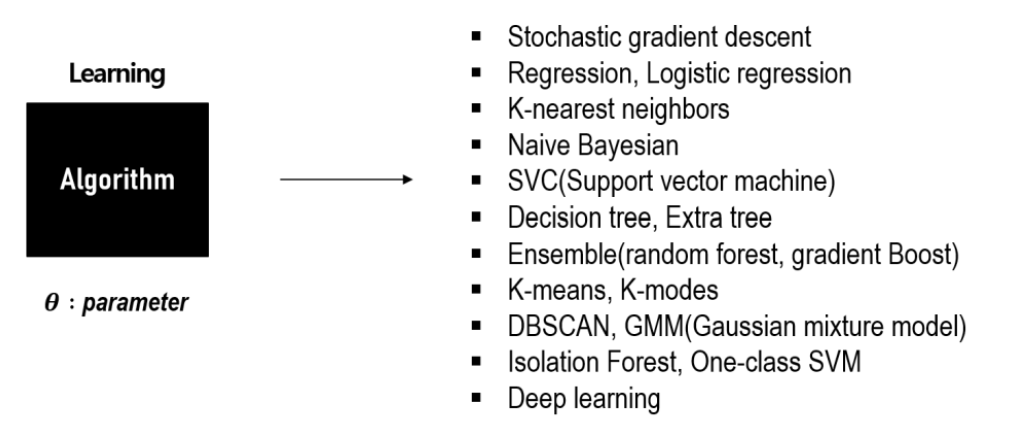 Learning
Algorithm
θ : parameter
▪ Stochastic gradient descent
▪ Regression, Logistic regression
▪ K-nearest neighbors
▪ Naive Bayesian
▪ SVC(Support vector machine)
▪ Decision tree, Extra tree
▪ Ensemble(random forest, gradient Boost)
▪ K-means, K-modes
▪ DBSCAN, GMM(Gaussian mixture model)
▪ Isolation Forest, One-class SVM
▪ Deep learning